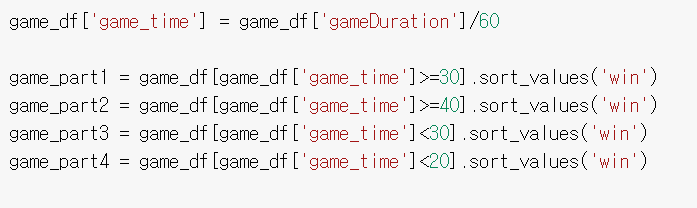 game_df['game_time'] = game_df['gameDuration']/60
game_part1 = game_df[game_df['game_time']>=30].sort_values('win')
game_part2 = game_df[game_df['game_time']>=40].sort_values('win')
game_part3 = game_df[game_df['game_time']<30].sort_values('win')
game_part4 = game_df[game_df['game_time']<20].sort_values('win')